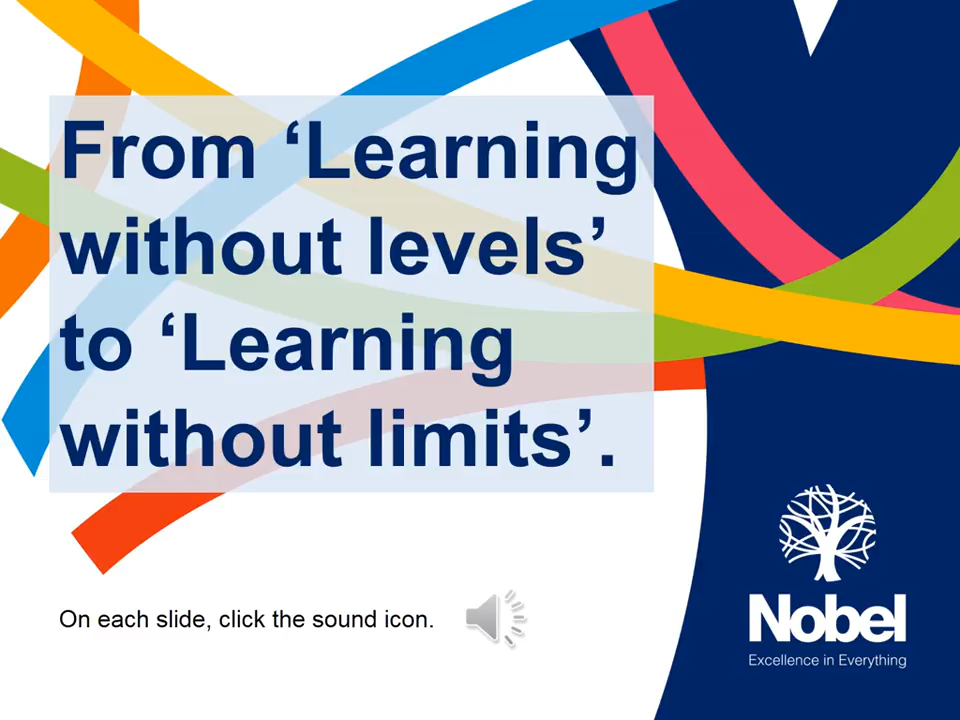 From ‘Learning
without levels’
to ‘Learning
without limits’.
On each slide, click the sound icon.
Nobel
Excellence in Everything